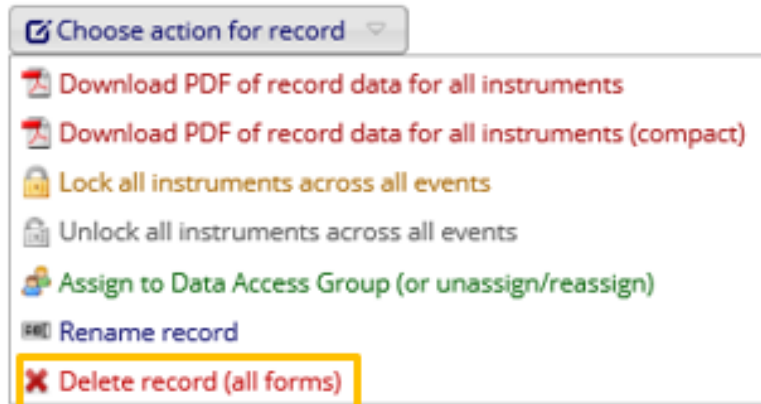 Choose action for record
Download PDF of record data for all instruments
Download PDF of record data for all instruments (compact)
Lock all instruments across all events
Unlock all instruments across all events
Assign to Data Access Group (or unassign/reassign)
Rename record
Delete record (all forms)